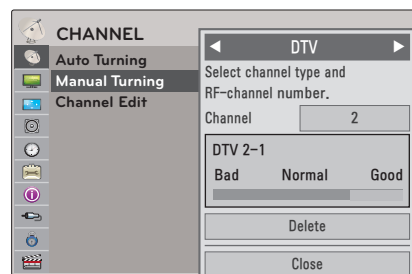 CHANNEL
Auto Turning
Manual Turning
Channel Edit
DTV
Select channel type and
RF-channel number.
Channel 2
DTV 2-1
Bad Normal Good
Delete
Close